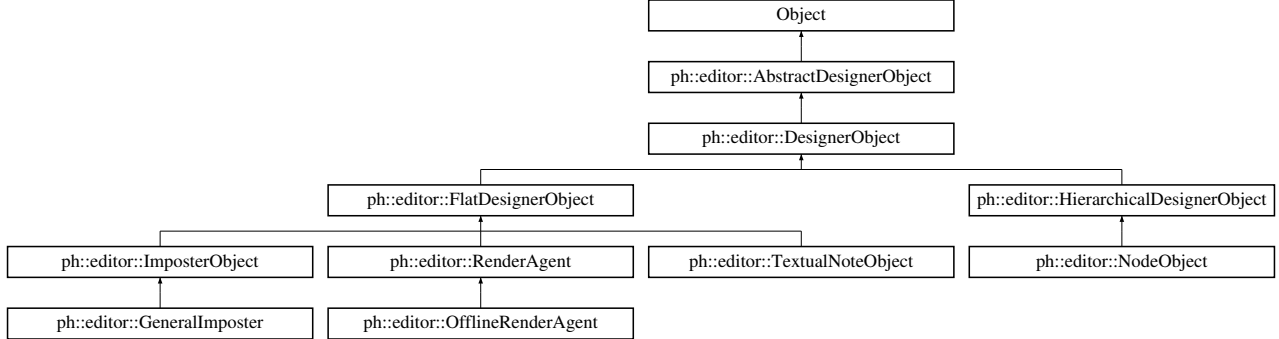 Object
ph::editor::AbstractDesignerObject
ph::editor::DesignerObject
ph::editor::FlatDesignerObject
ph::editor::HierarchicalDesignerObject
ph::editor::ImposterObject
ph::editor::RenderAgent
ph::editor::TextualNoteObject
ph::editor::NodeObject
ph::editor::GeneralImposter
ph::editor::OfflineRenderAgent